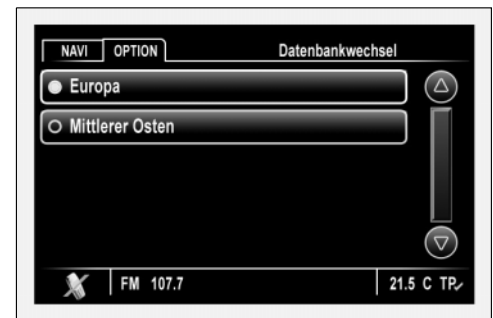 NAVI OPTION Datenbankwechsel
Europa
Mittlerer Osten
FM 107.7 21.5 C TP